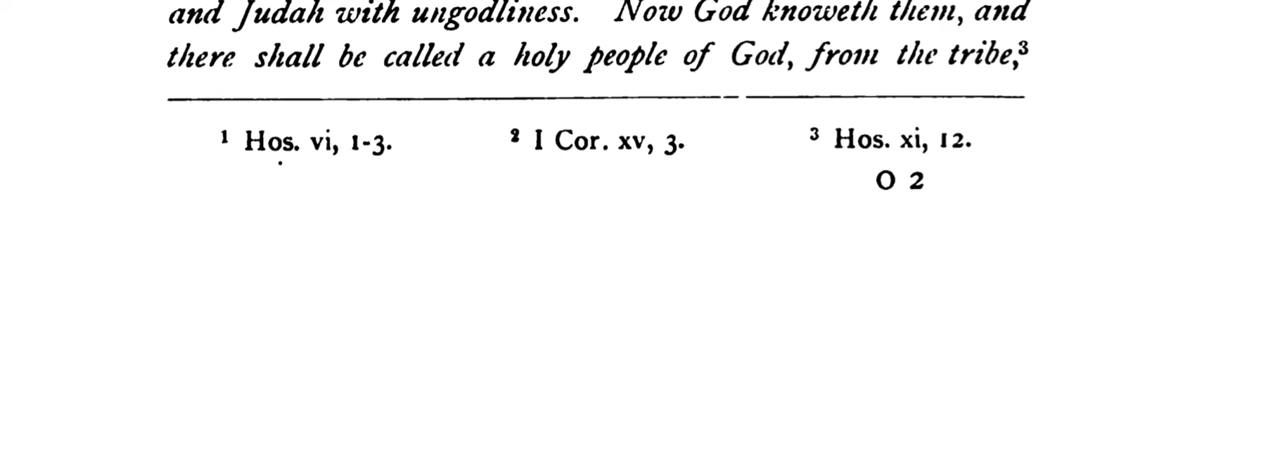 and Judah with ungodliness. Now God knoweth them, and
there shall be called a holy people of God, from the tribe,³
¹ Hos. vi, 1-3. ² I Cor. xv, 3. ³ Hos. xi, 12.
O 2